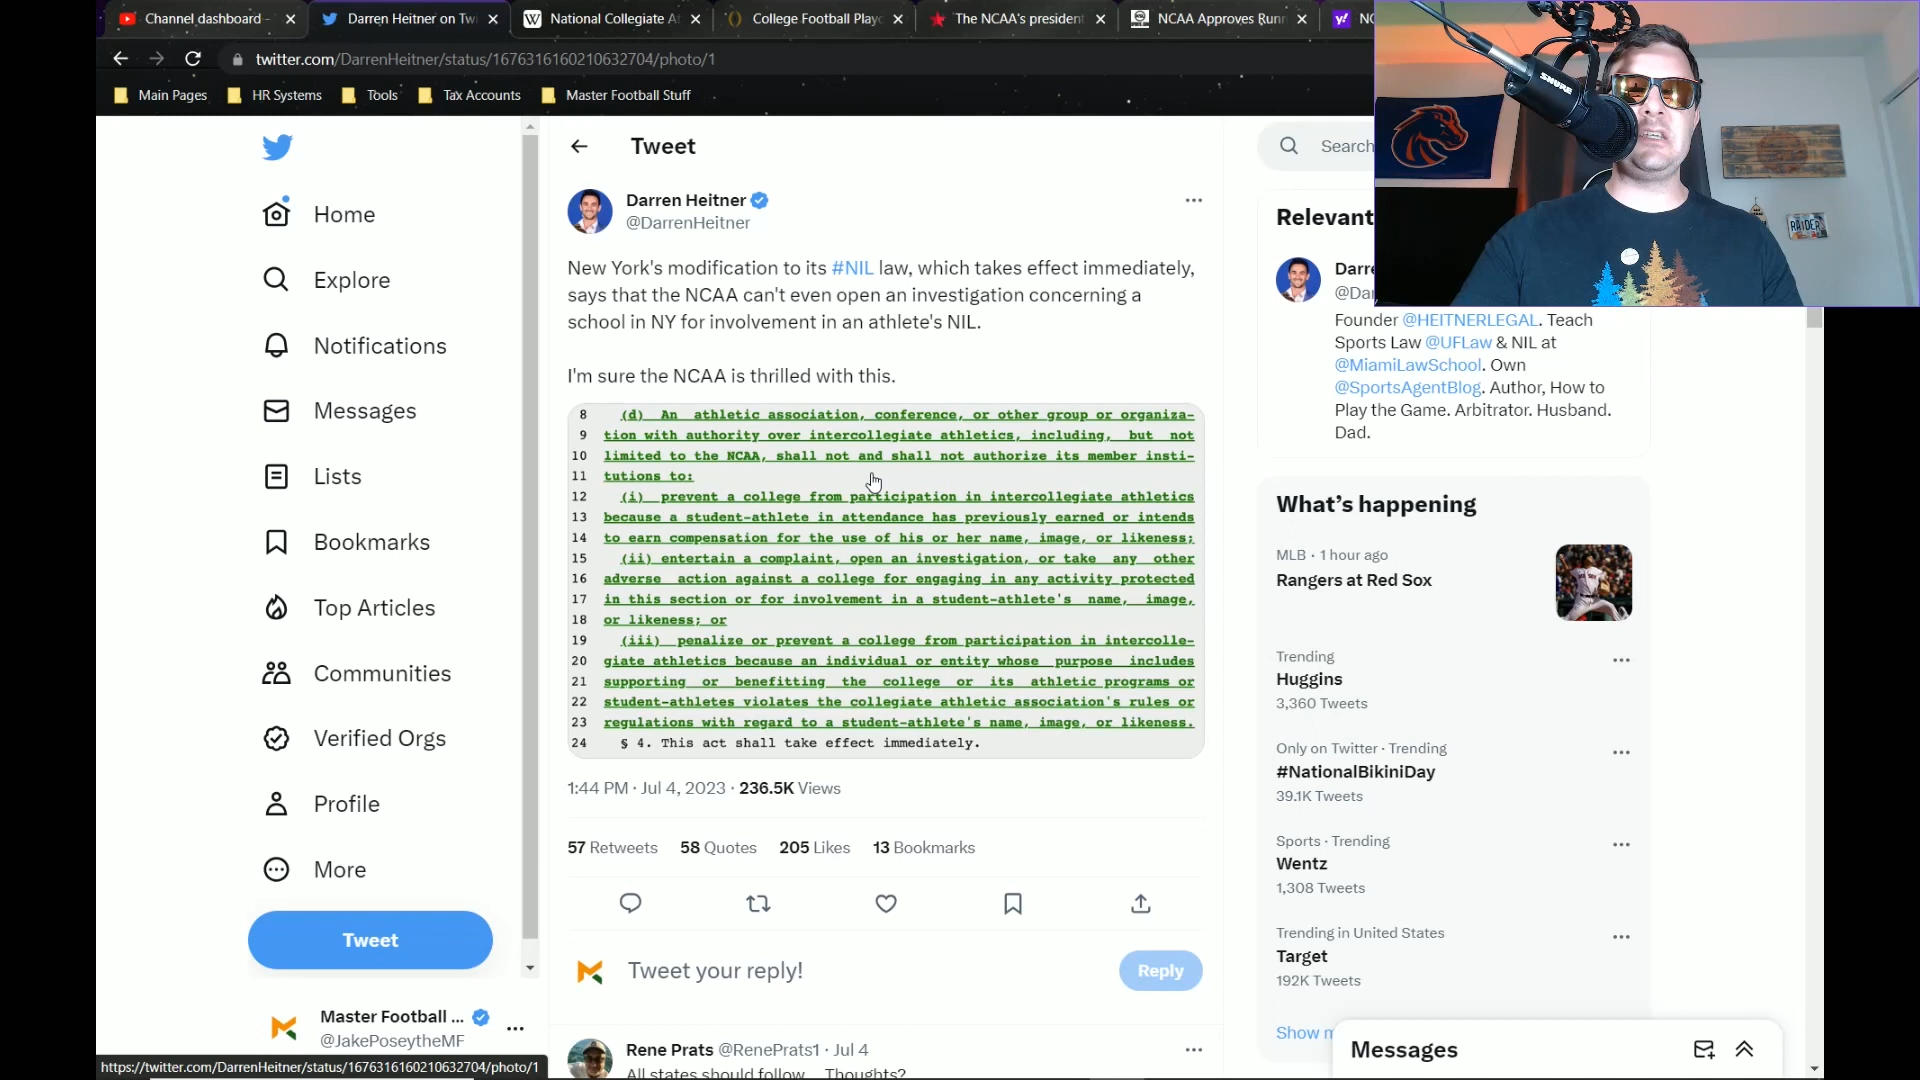 Channel dashboard -
Darren Heitner on Twi
National Collegiate A
College Football Playo
The NCAA's president
NCAA Approves Runn
NC
twitter.com/DarrenHeitner/status/1676316160210632704/photo/1
Main Pages
HR Systems
Tools
Tax Accounts
Master Football Stuff
SHURE
RAIDER
Home
Explore
Notifications
Messages
Lists
Bookmarks
Top Articles
Communities
Verified Orgs
Profile
More
Tweet
Master Football ...
@JakePoseytheMF
https://twitter.com/DarrenHeitner/status/1676316160210632704/photo/1
Tweet
Darren Heitner
@DarrenHeitner
New York's modification to its #NIL law, which takes effect immediately,
says that the NCAA can't even open an investigation concerning a
school in NY for involvement in an athlete's NIL.
I'm sure the NCAA is thrilled with this.
8 (d) An athletic association, conference, or other group or organiza-
9 tion with authority over intercollegiate athletics, including, but not
10 limited to the NCAA, shall not and shall not authorize its member insti-
11 tutions to:
12 (i) prevent a college from participation in intercollegiate athletics
13 because a student-athlete in attendance has previously earned or intends
14 to earn compensation for the use of his or her name, image, or likeness;
15 (ii) entertain a complaint, open an investigation, or take any other
16 adverse action against a college for engaging in any activity protected
17 in this section or for involvement in a student-athlete's name, image,
18 or likeness; or
19 (iii) penalize or prevent a college from participation in intercolle-
20 giate athletics because an individual or entity whose purpose includes
21 supporting or benefitting the college or its athletic programs or
22 student-athletes violates the collegiate athletic association's rules or
23 regulations with regard to a student-athlete's name, image, or likeness.
24 § 4. This act shall take effect immediately.
1:44 PM · Jul 4, 2023 · 236.5K Views
57 Retweets 58 Quotes 205 Likes 13 Bookmarks
Tweet your reply!
Reply
Rene Prats @RenePrats1 · Jul 4
All states should follow... Thoughts?
Search
Relevant
Darre
@Dar
Founder @HEITNERLEGAL. Teach
Sports Law @UFLaw & NIL at
@MiamiLawSchool. Own
@SportsAgentBlog. Author, How to
Play the Game. Arbitrator. Husband.
Dad.
What's happening
MLB · 1 hour ago
Rangers at Red Sox
Trending
Huggins
3,360 Tweets
Only on Twitter · Trending
#NationalBikiniDay
39.1K Tweets
Sports · Trending
Wentz
1,308 Tweets
Trending in United States
Target
192K Tweets
Show m
Messages